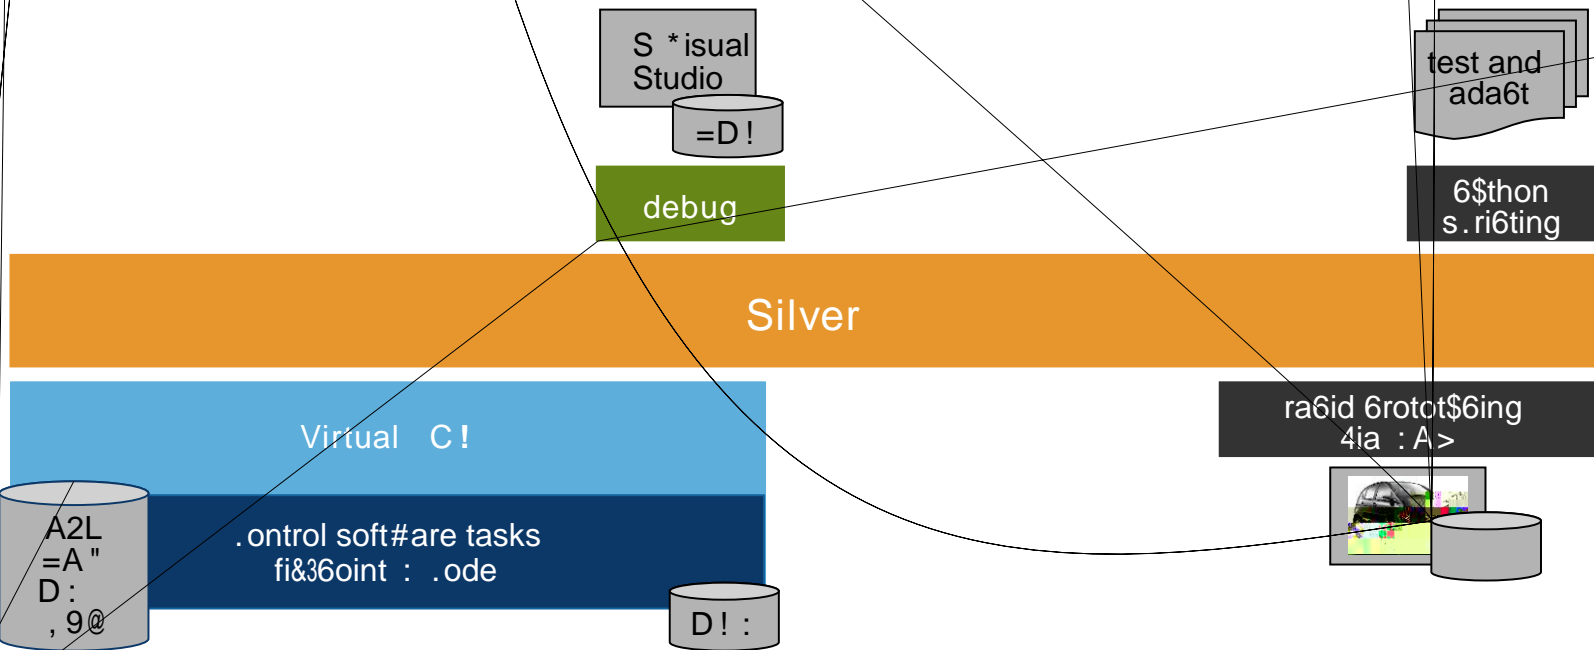 S *isual
Studio
=D!
test and
ada6t
debug
6$thon
s.ri6ting
Silver
Virtual C!
ra6id 6rotot$6ing
4ia :A>
A2L
=A"
D:
,9@
.ontrol soft#are tasks
fi&36oint : .ode
D!: